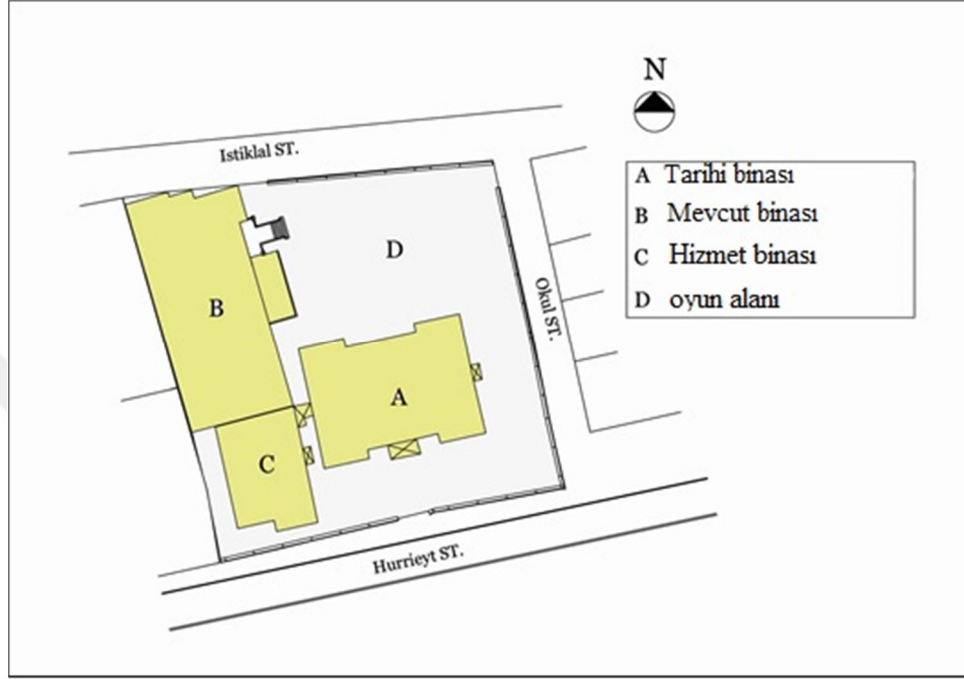 N
Istiklal ST.
A Tarihi binası
B Mevcut binası
C Hizmet binası
D oyun alanı
D
B
Okul ST.
A
C
Hurrieyt ST.